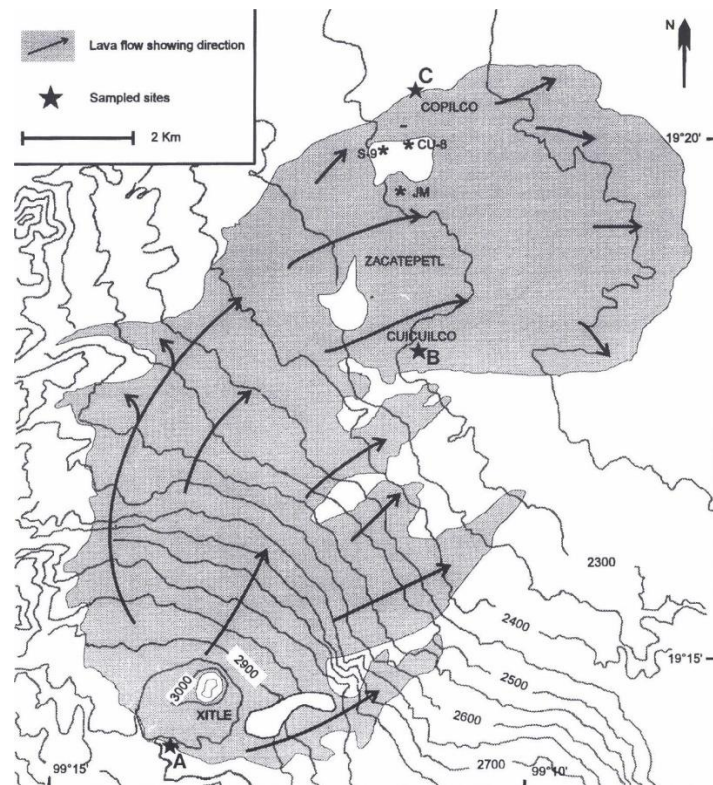 Lava flow showing direction
Sampled sites
2 Km
N
C
COPILCO
19°20'
S-9 CU-8
JM
ZACATEPETL
CUICUILCO
B
2300
2400
19°15'
2900
2500
3000
2600
XITLE
2700
A
99°15'
99°10'